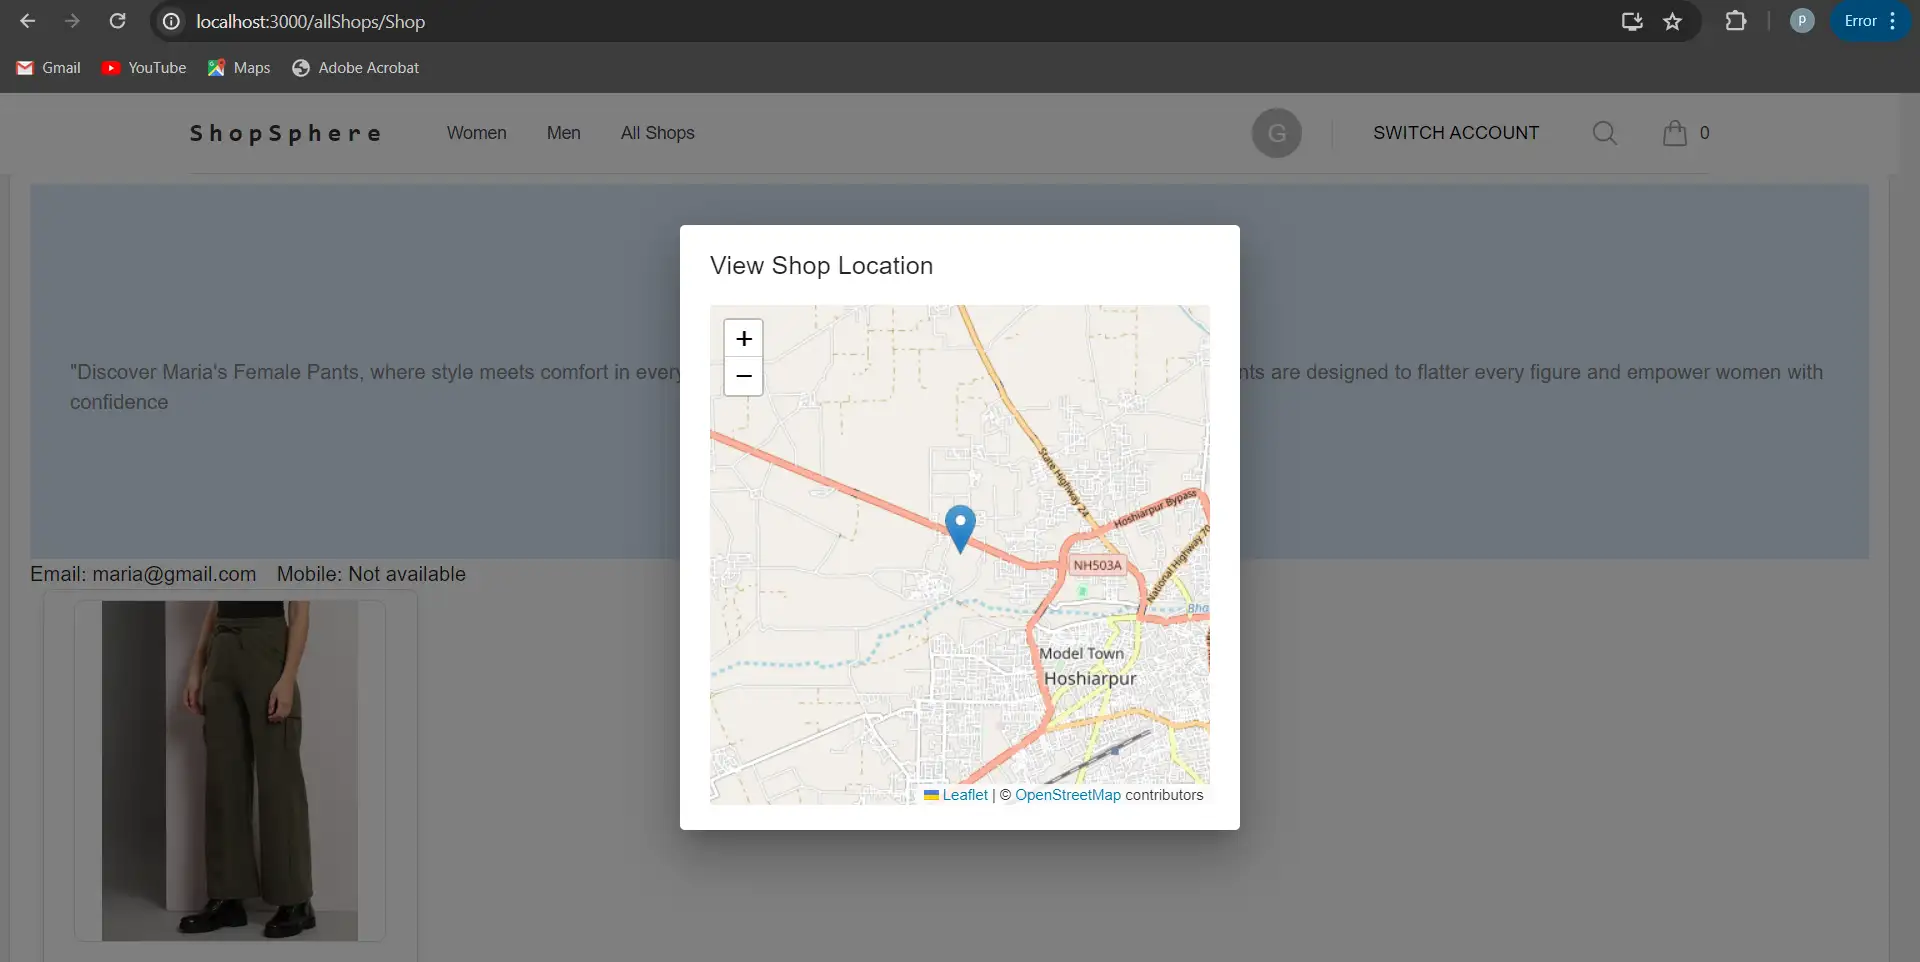 localhost:3000/allShops/Shop
P
Error
Gmail
YouTube
Maps
Adobe Acrobat
ShopSphere
Women
Men
All Shops
G
SWITCH ACCOUNT
0
View Shop Location
+
−
State Highway 24
Hoshiarpur Bypass
National Highway 70
NH503A
Bha
Model Town
Hoshiarpur
Leaflet | © OpenStreetMap contributors
"Discover Maria's Female Pants, where style meets comfort in every
nts are designed to flatter every figure and empower women with
confidence
Email: maria@gmail.com Mobile: Not available